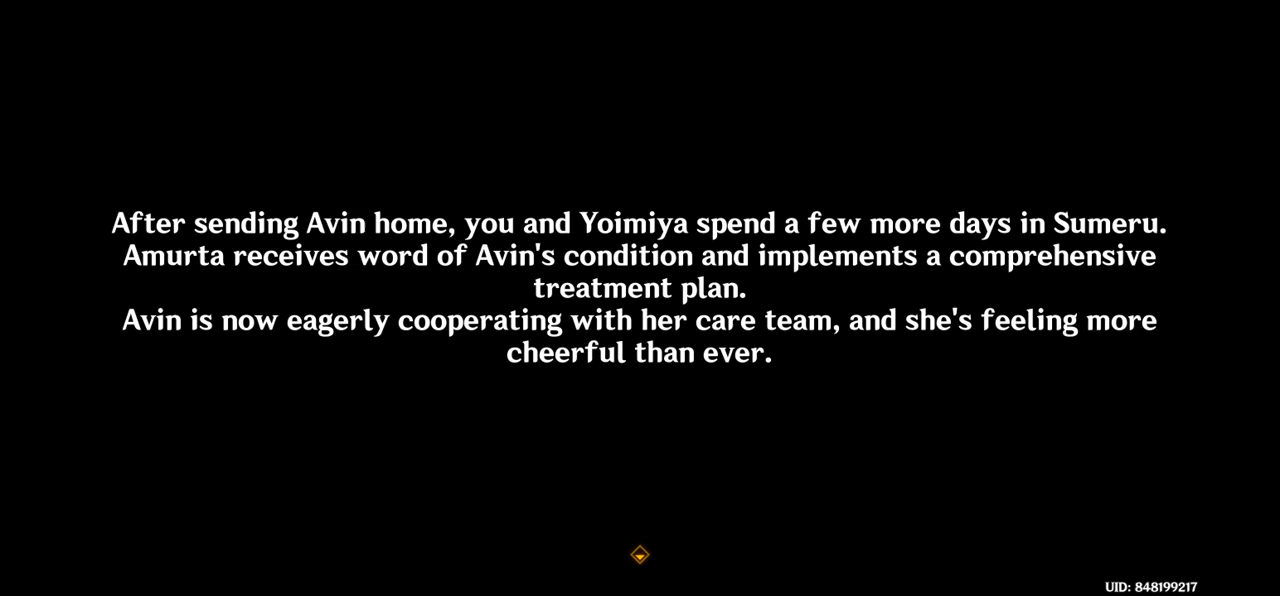 After sending Avin home, you and Yoimiya spend a few more days in Sumeru.
Amurta receives word of Avin's condition and implements a comprehensive
treatment plan.
Avin is now eagerly cooperating with her care team, and she's feeling more
cheerful than ever.
UID: 848199217